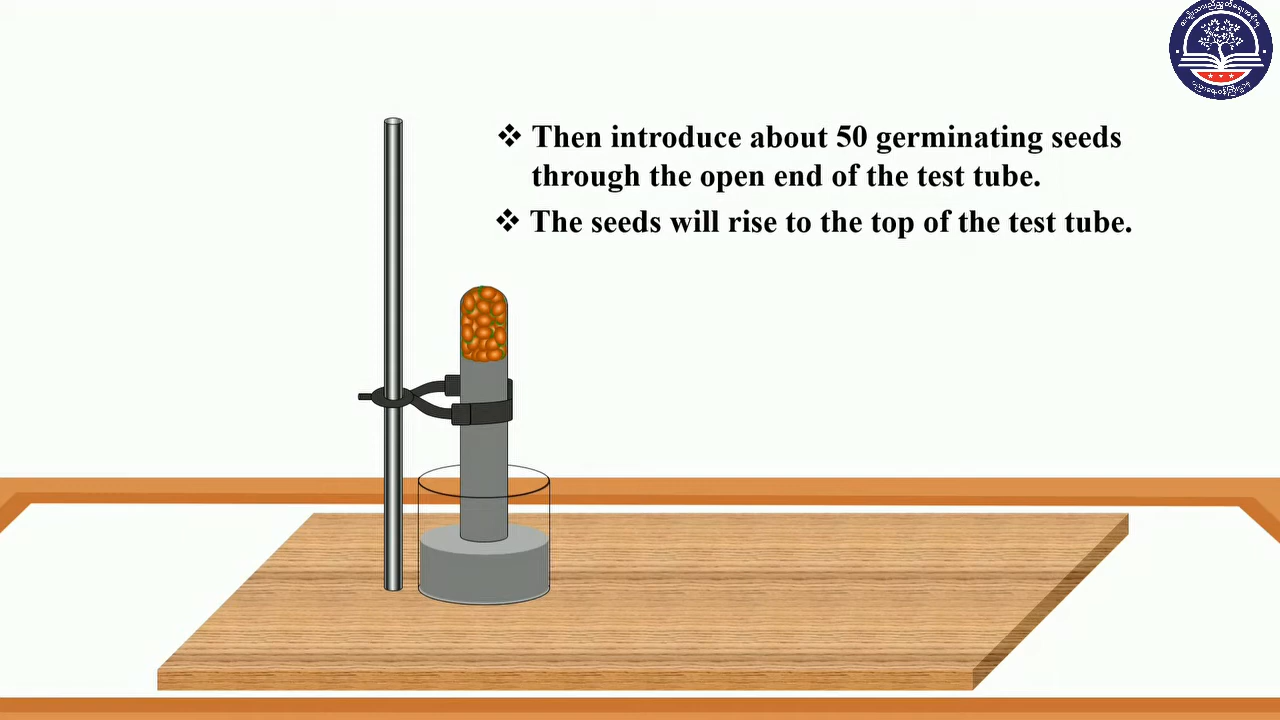 ❖ Then introduce about 50 germinating seeds
through the open end of the test tube.
❖ The seeds will rise to the top of the test tube.